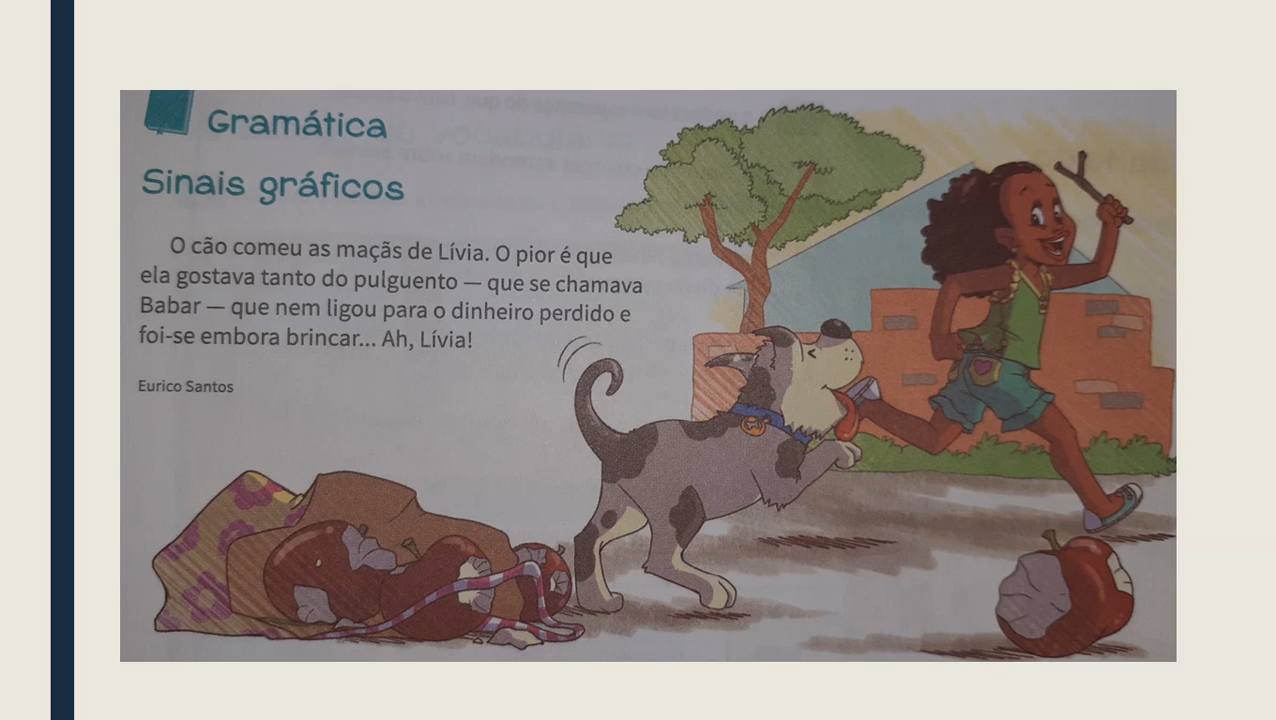 Gramática
Sinais gráficos
O cão comeu as maçãs de Lívia. O pior é que
ela gostava tanto do pulguento — que se chamava
Babar — que nem ligou para o dinheiro perdido e
foi-se embora brincar... Ah, Lívia!
Eurico Santos